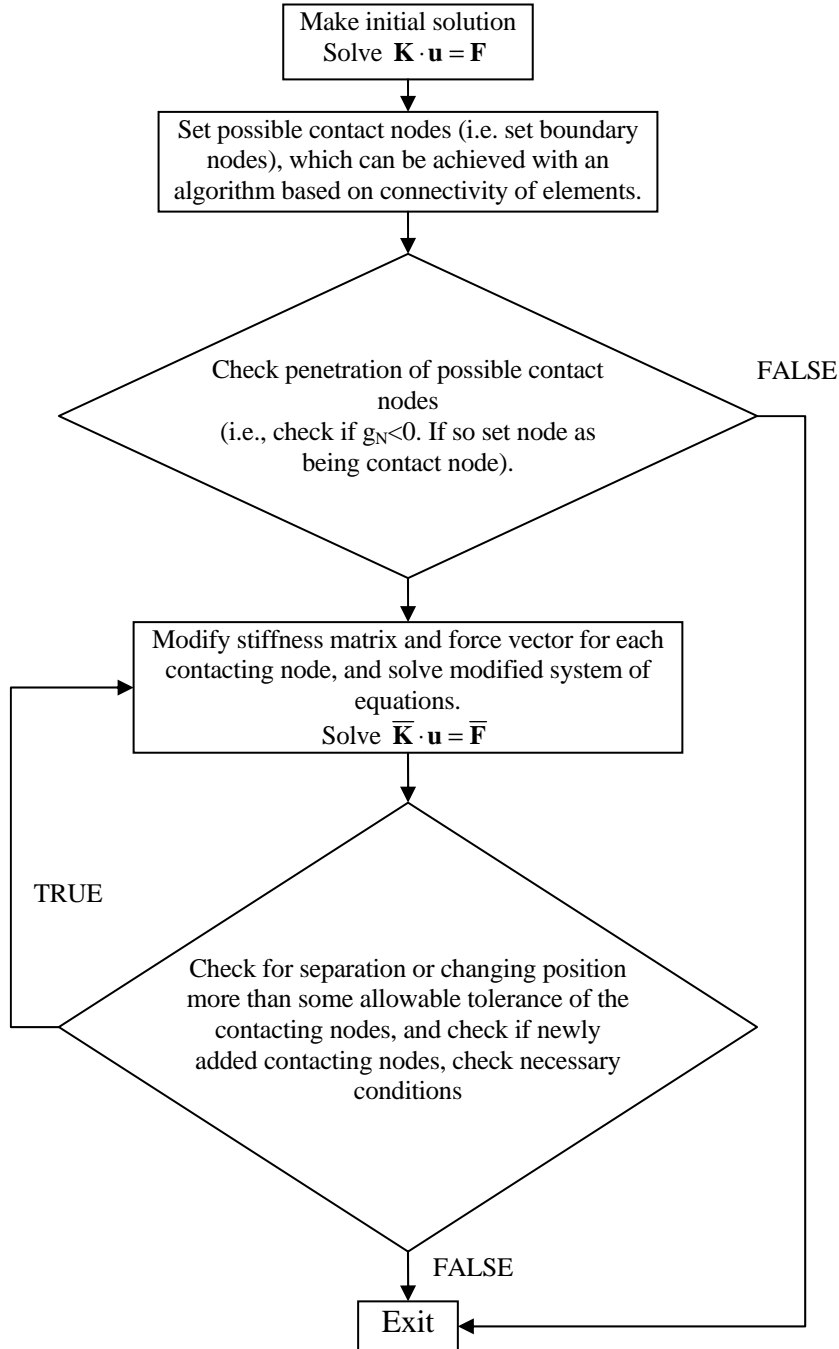 Make initial solution
Solve K · u = F
Set possible contact nodes (i.e. set boundary
nodes), which can be achieved with an
algorithm based on connectivity of elements.
Check penetration of possible contact
nodes
(i.e., check if gN<0. If so set node as
being contact node).
FALSE
Modify stiffness matrix and force vector for each
contacting node, and solve modified system of
equations.
Solve K̅ · u = F̅
TRUE
Check for separation or changing position
more than some allowable tolerance of the
contacting nodes, and check if newly
added contacting nodes, check necessary
conditions
FALSE
Exit